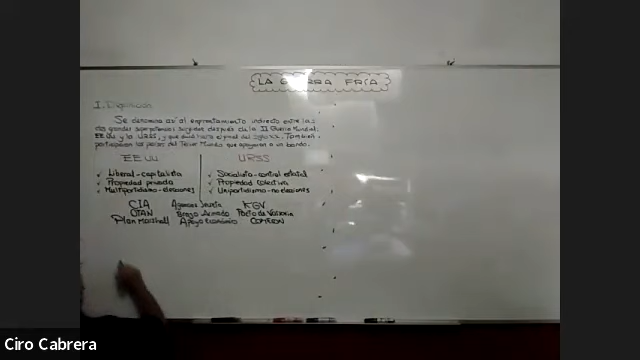 LA GUERRA FRÍA
I. Definición
Se denomina así al enfrentamiento indirecto entre las
dos grandes superpotencias surgidas después de la II Guerra Mundial:
EE UU y la URSS, y que duró hasta el final del siglo XX. También
participaron los países del Tercer Mundo que apoyaron a un bando.
EE UU
✓ Liberal - capitalista
✓ Propiedad privada
✓ Multipartidismo - elecciones
URSS
✓ Socialista - control estatal
✓ Propiedad Colectiva
✓ Unipartidismo - no elecciones
CIA Agencias KGV
OTAN Brazo Armado Pacto de Varsovia
Plan Marshall Apoyo Económico COMECON
Ciro Cabrera